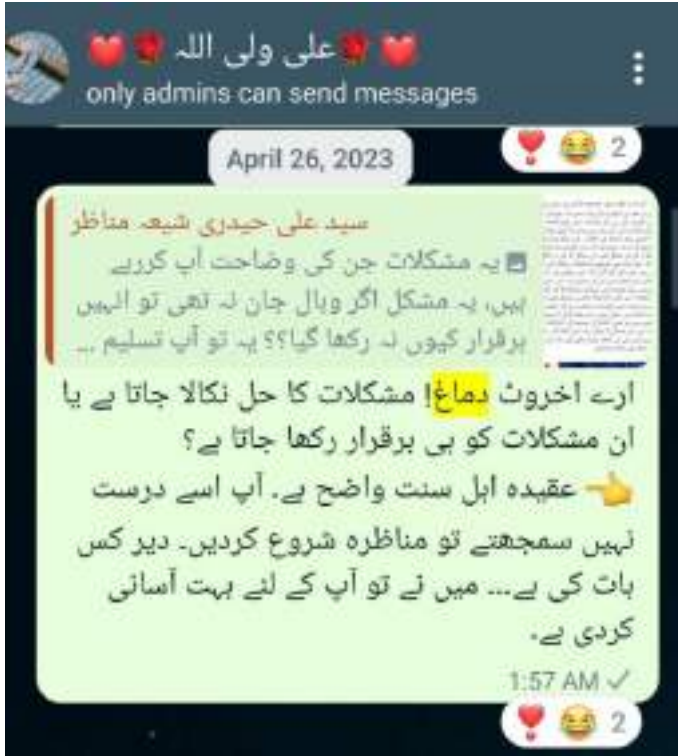 ❤️🌹علی ولی اللہ🌹❤️
only admins can send messages
❣️😂 2
April 26, 2023
سید علی حیدری شیعہ مناظر
یہ مشکلات جن کی وضاحت آپ کررہے
ہیں، یہ مشکل اگر وبال جان نہ تھی تو انہیں
برقرار کیوں نہ رکھا گیا؟؟ یہ تو آپ تسلیم ...
ارے اخروٹ دماغ! مشکلات کا حل نکالا جاتا ہے یا
ان مشکلات کو ہی برقرار رکھا جاتا ہے؟
👈 عقیدہ اہل سنت واضح ہے۔ آپ اسے درست
نہیں سمجھتے تو مناظرہ شروع کردیں۔ دیر کس
بات کی ہے... میں نے تو آپ کے لئے بہت آسانی
کردی ہے۔
1:57 AM ✓
❣️😂 2